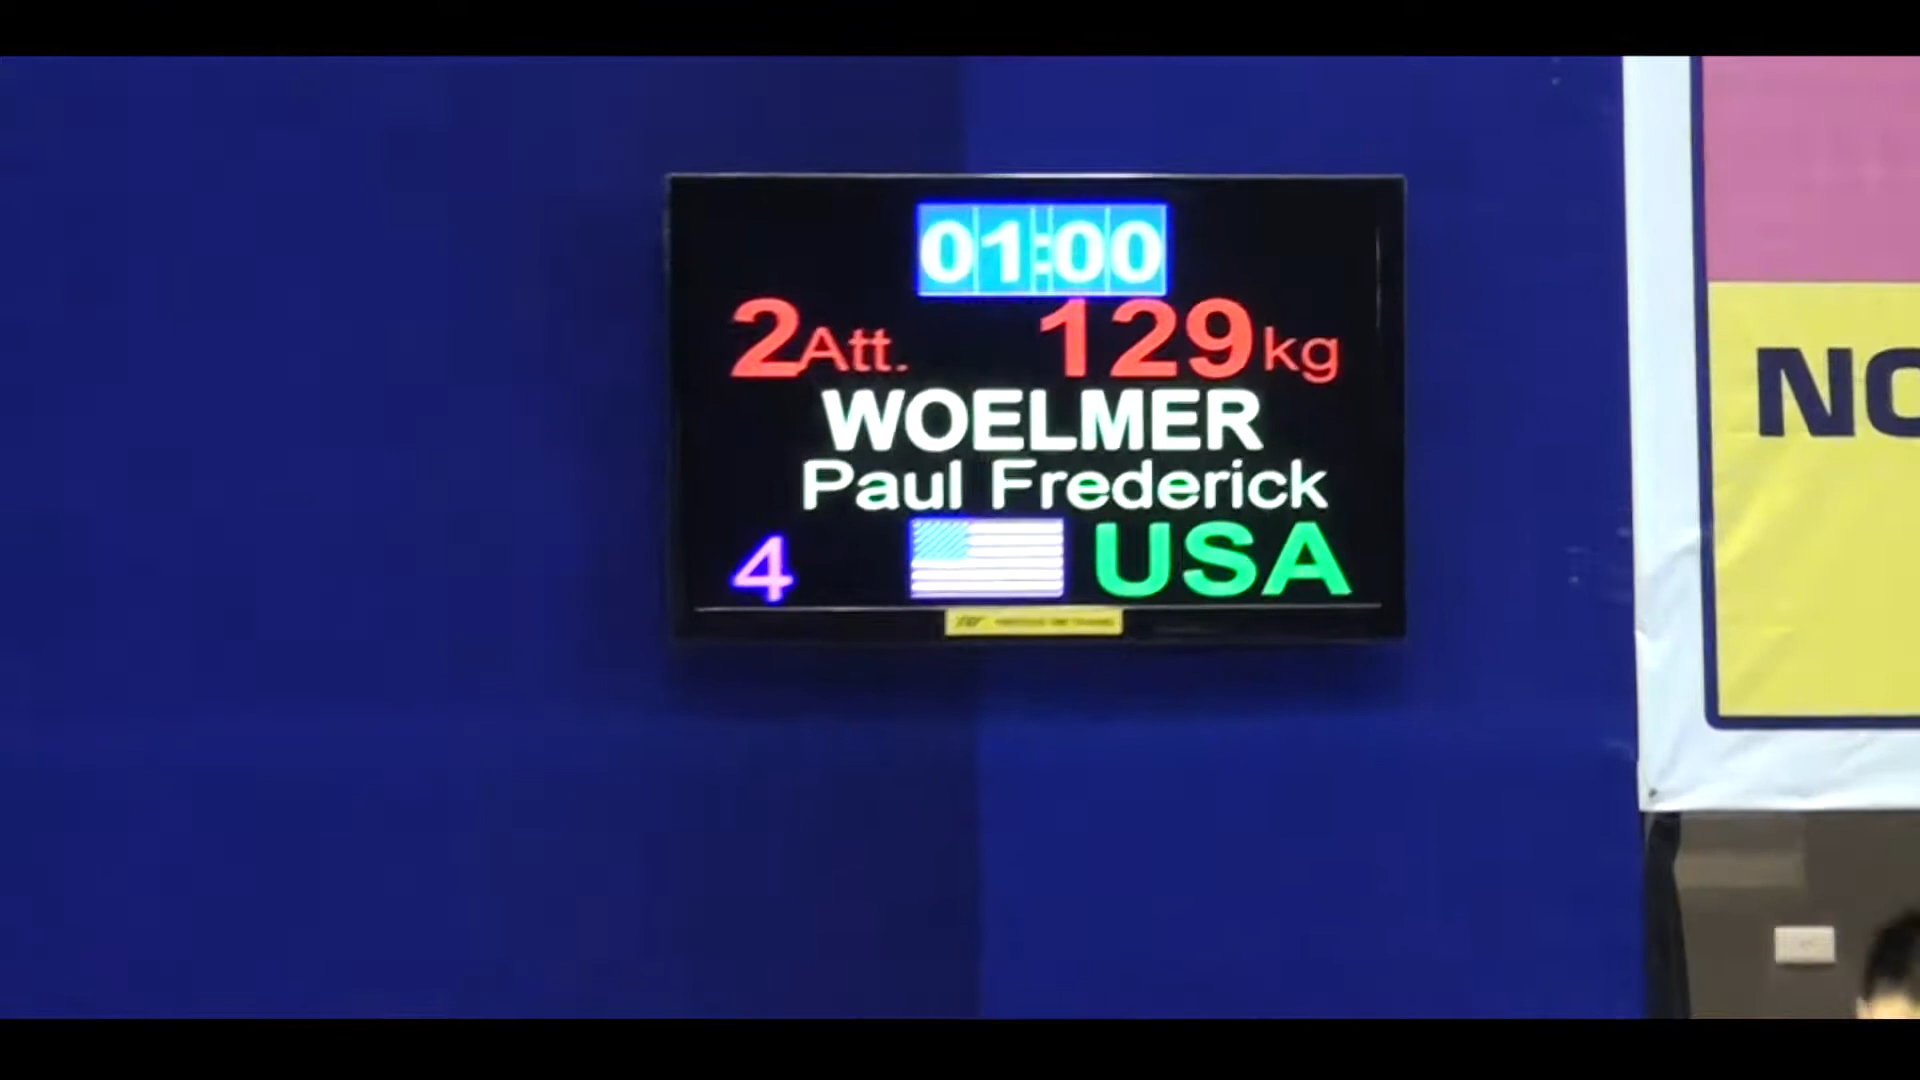 01:00
2Att. 129kg
WOELMER
Paul Frederick
4 USA
NO